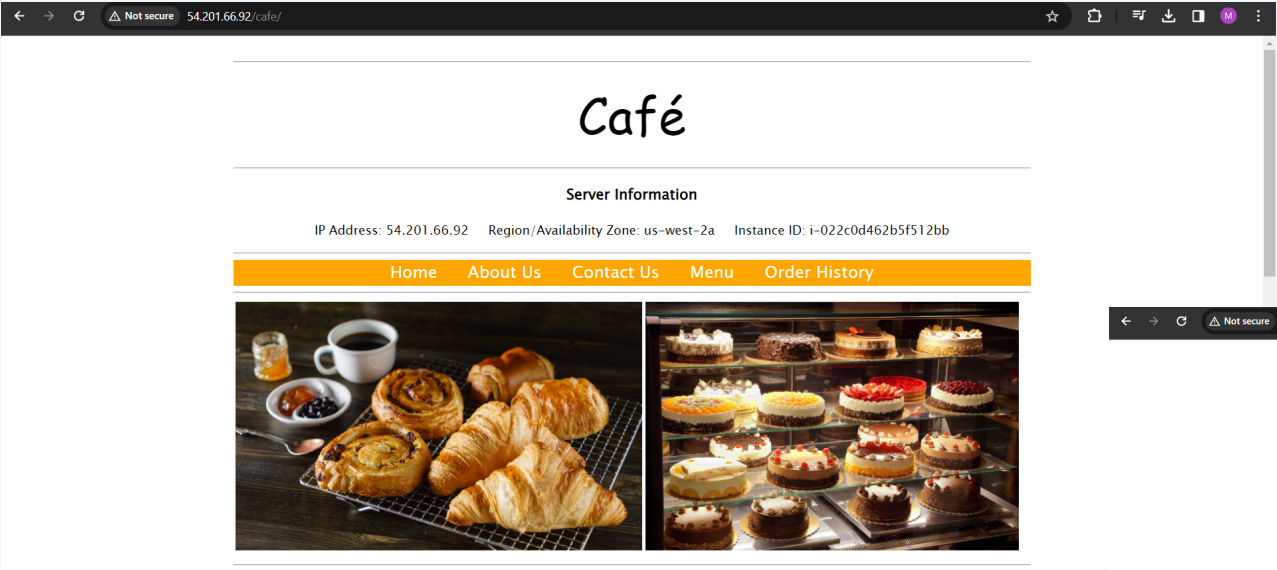 Not secure 54.201.66.92/cafe/ M
Café
Server Information
IP Address: 54.201.66.92 Region/Availability Zone: us-west-2a Instance ID: i-022c0d462b5f512bb
Home About Us Contact Us Menu Order History
Not secure